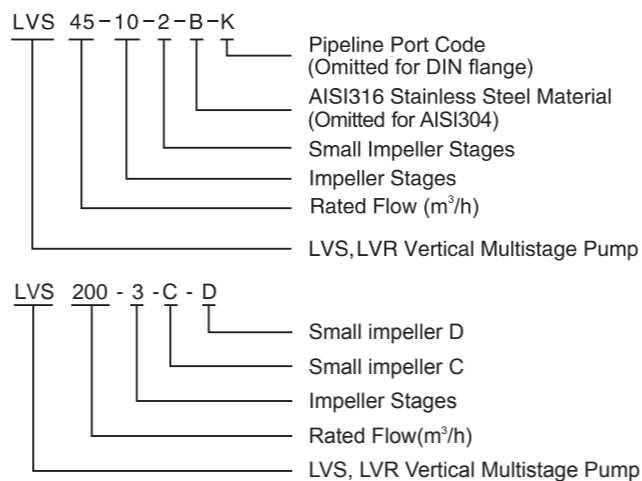 LVS 45-10-2-B-K
Pipeline Port Code
(Omitted for DIN flange)
AISI316 Stainless Steel Material
(Omitted for AISI304)
Small Impeller Stages
Impeller Stages
Rated Flow (m³/h)
LVS,LVR Vertical Multistage Pump
LVS 200 - 3 - C - D
Small impeller D
Small impeller C
Impeller Stages
Rated Flow(m³/h)
LVS, LVR Vertical Multistage Pump